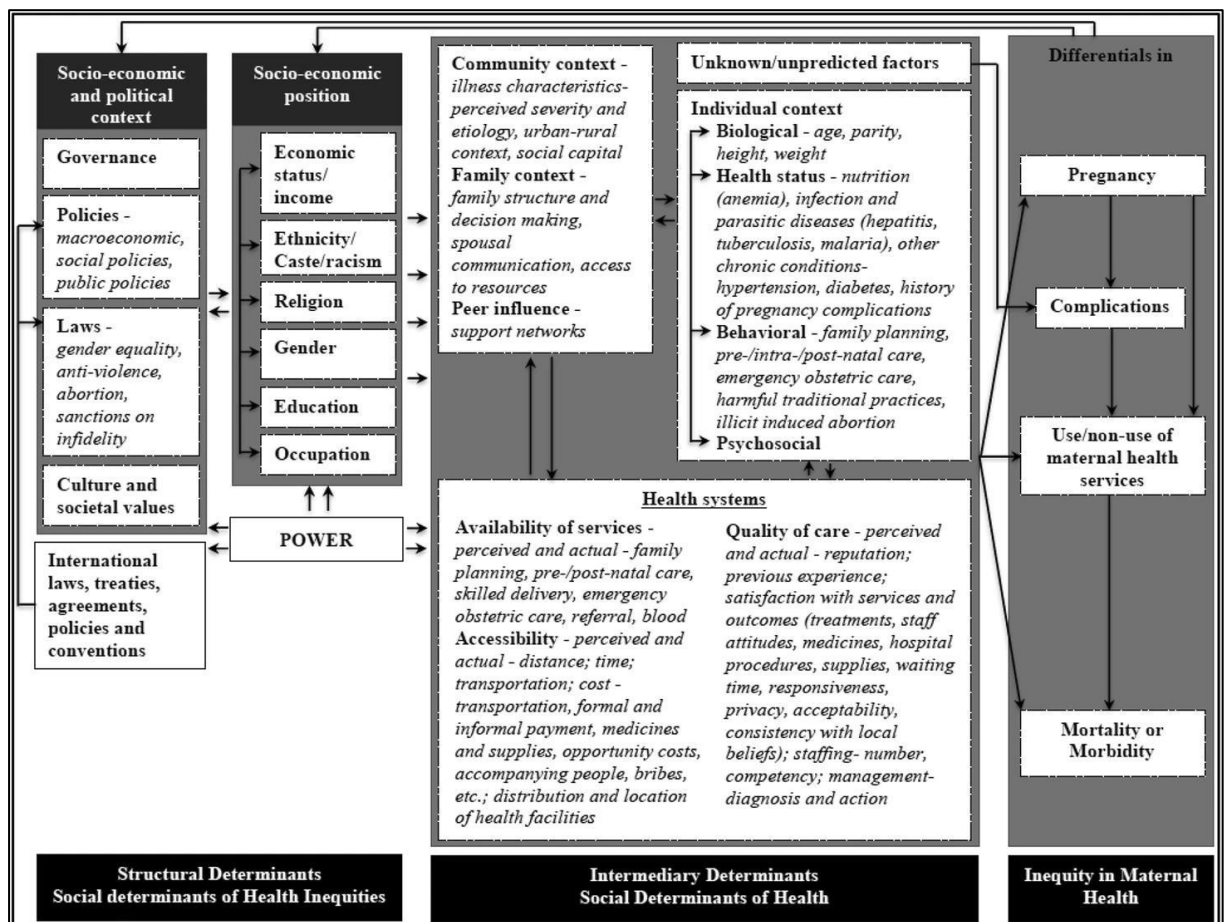 Socio-economic
and political
context
Governance
Policies -
macroeconomic,
social policies,
public policies
Laws -
gender equality,
anti-violence,
abortion,
sanctions on
infidelity
Culture and
societal values
International
laws, treaties,
agreements,
policies and
conventions
Socio-economic
position
Economic
status/
income
Ethnicity/
Caste/racism
Religion
Gender
Education
Occupation
POWER
Community context -
illness characteristics-
perceived severity and
etiology, urban-rural
context, social capital
Family context -
family structure and
decision making,
spousal
communication, access
to resources
Peer influence -
support networks
Unknown/unpredicted factors
Individual context
Biological - age, parity,
height, weight
Health status - nutrition
(anemia), infection and
parasitic diseases (hepatitis,
tuberculosis, malaria), other
chronic conditions-
hypertension, diabetes, history
of pregnancy complications
Behavioral - family planning,
pre-/intra-/post-natal care,
emergency obstetric care,
harmful traditional practices,
illicit induced abortion
Psychosocial
Health systems
Availability of services -
perceived and actual - family
planning, pre-/post-natal care,
skilled delivery, emergency
obstetric care, referral, blood
Accessibility - perceived and
actual - distance; time;
transportation; cost -
transportation, formal and
informal payment, medicines
and supplies, opportunity costs,
accompanying people, bribes,
etc.; distribution and location
of health facilities
Quality of care - perceived
and actual - reputation;
previous experience;
satisfaction with services and
outcomes (treatments, staff
attitudes, medicines, hospital
procedures, supplies, waiting
time, responsiveness,
privacy, acceptability,
consistency with local
beliefs); staffing- number,
competency; management-
diagnosis and action
Differentials in
Pregnancy
Complications
Use/non-use of
maternal health
services
Mortality or
Morbidity
Structural Determinants
Social determinants of Health Inequities
Intermediary Determinants
Social Determinants of Health
Inequity in Maternal
Health